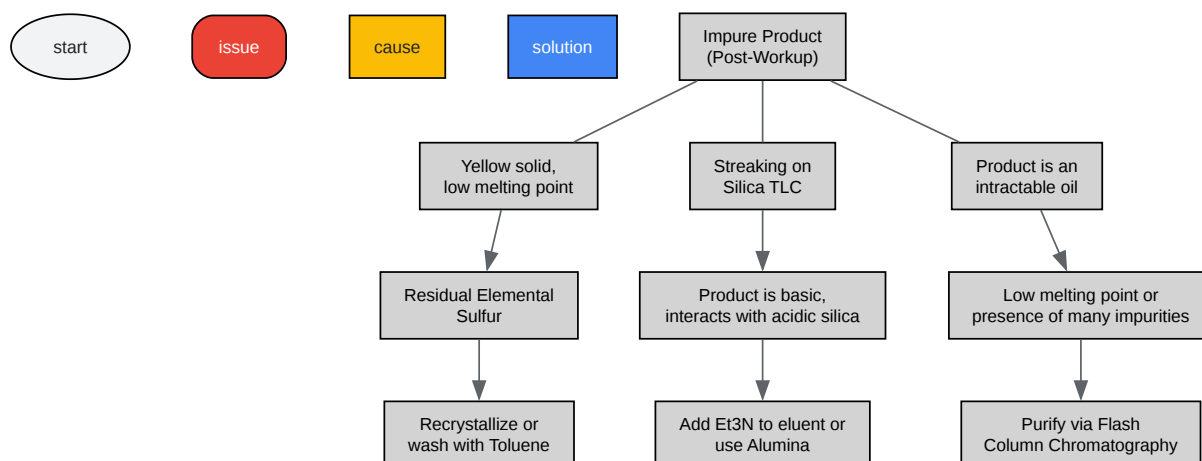 start
issue
cause
solution
Impure Product
(Post-Workup)
Yellow solid,
low melting point
Streaking on
Silica TLC
Product is an
intractable oil
Residual Elemental
Sulfur
Product is basic,
interacts with acidic silica
Low melting point or
presence of many impurities
Recrystallize or
wash with Toluene
Add Et3N to eluent or
use Alumina
Purify via Flash
Column Chromatography